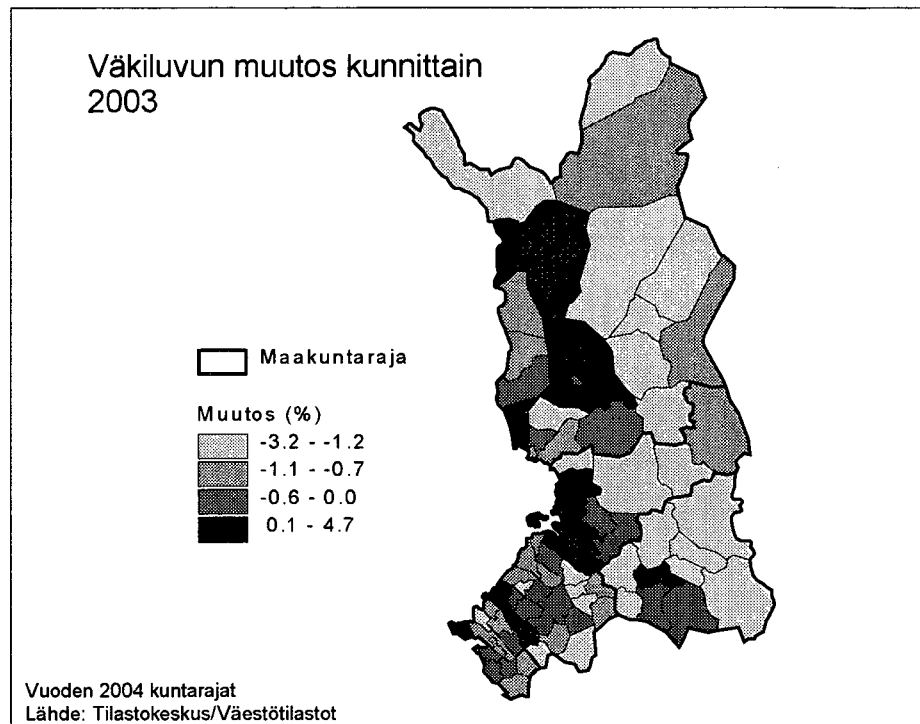 Väkiluvun muutos kunnittain
2003
Maakuntaraja
Muutos (%)
-3.2 - -1.2
-1.1 - -0.7
-0.6 - 0.0
0.1 - 4.7
Vuoden 2004 kuntarajat
Lähde: Tilastokeskus/Väestötilastot